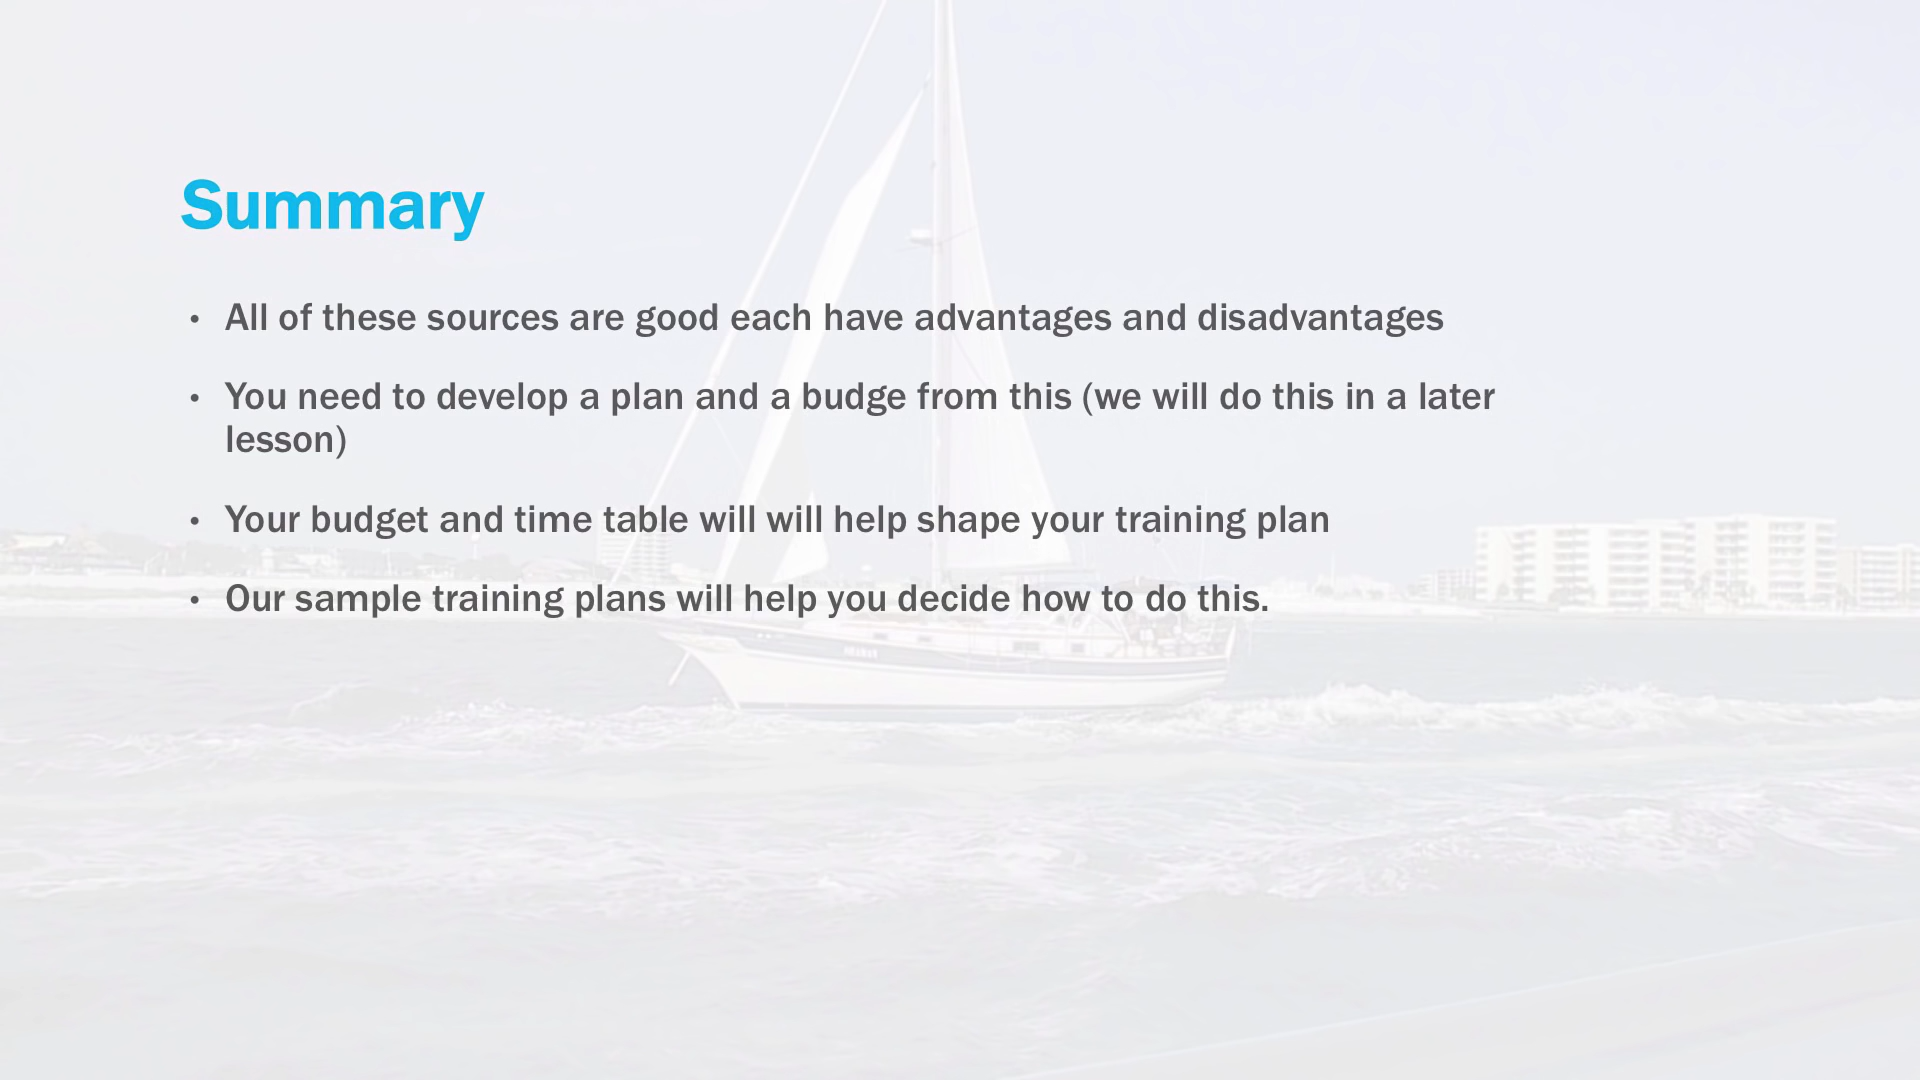 Summary
• All of these sources are good each have advantages and disadvantages
• You need to develop a plan and a budge from this (we will do this in a later
lesson)
• Your budget and time table will will help shape your training plan
• Our sample training plans will help you decide how to do this.